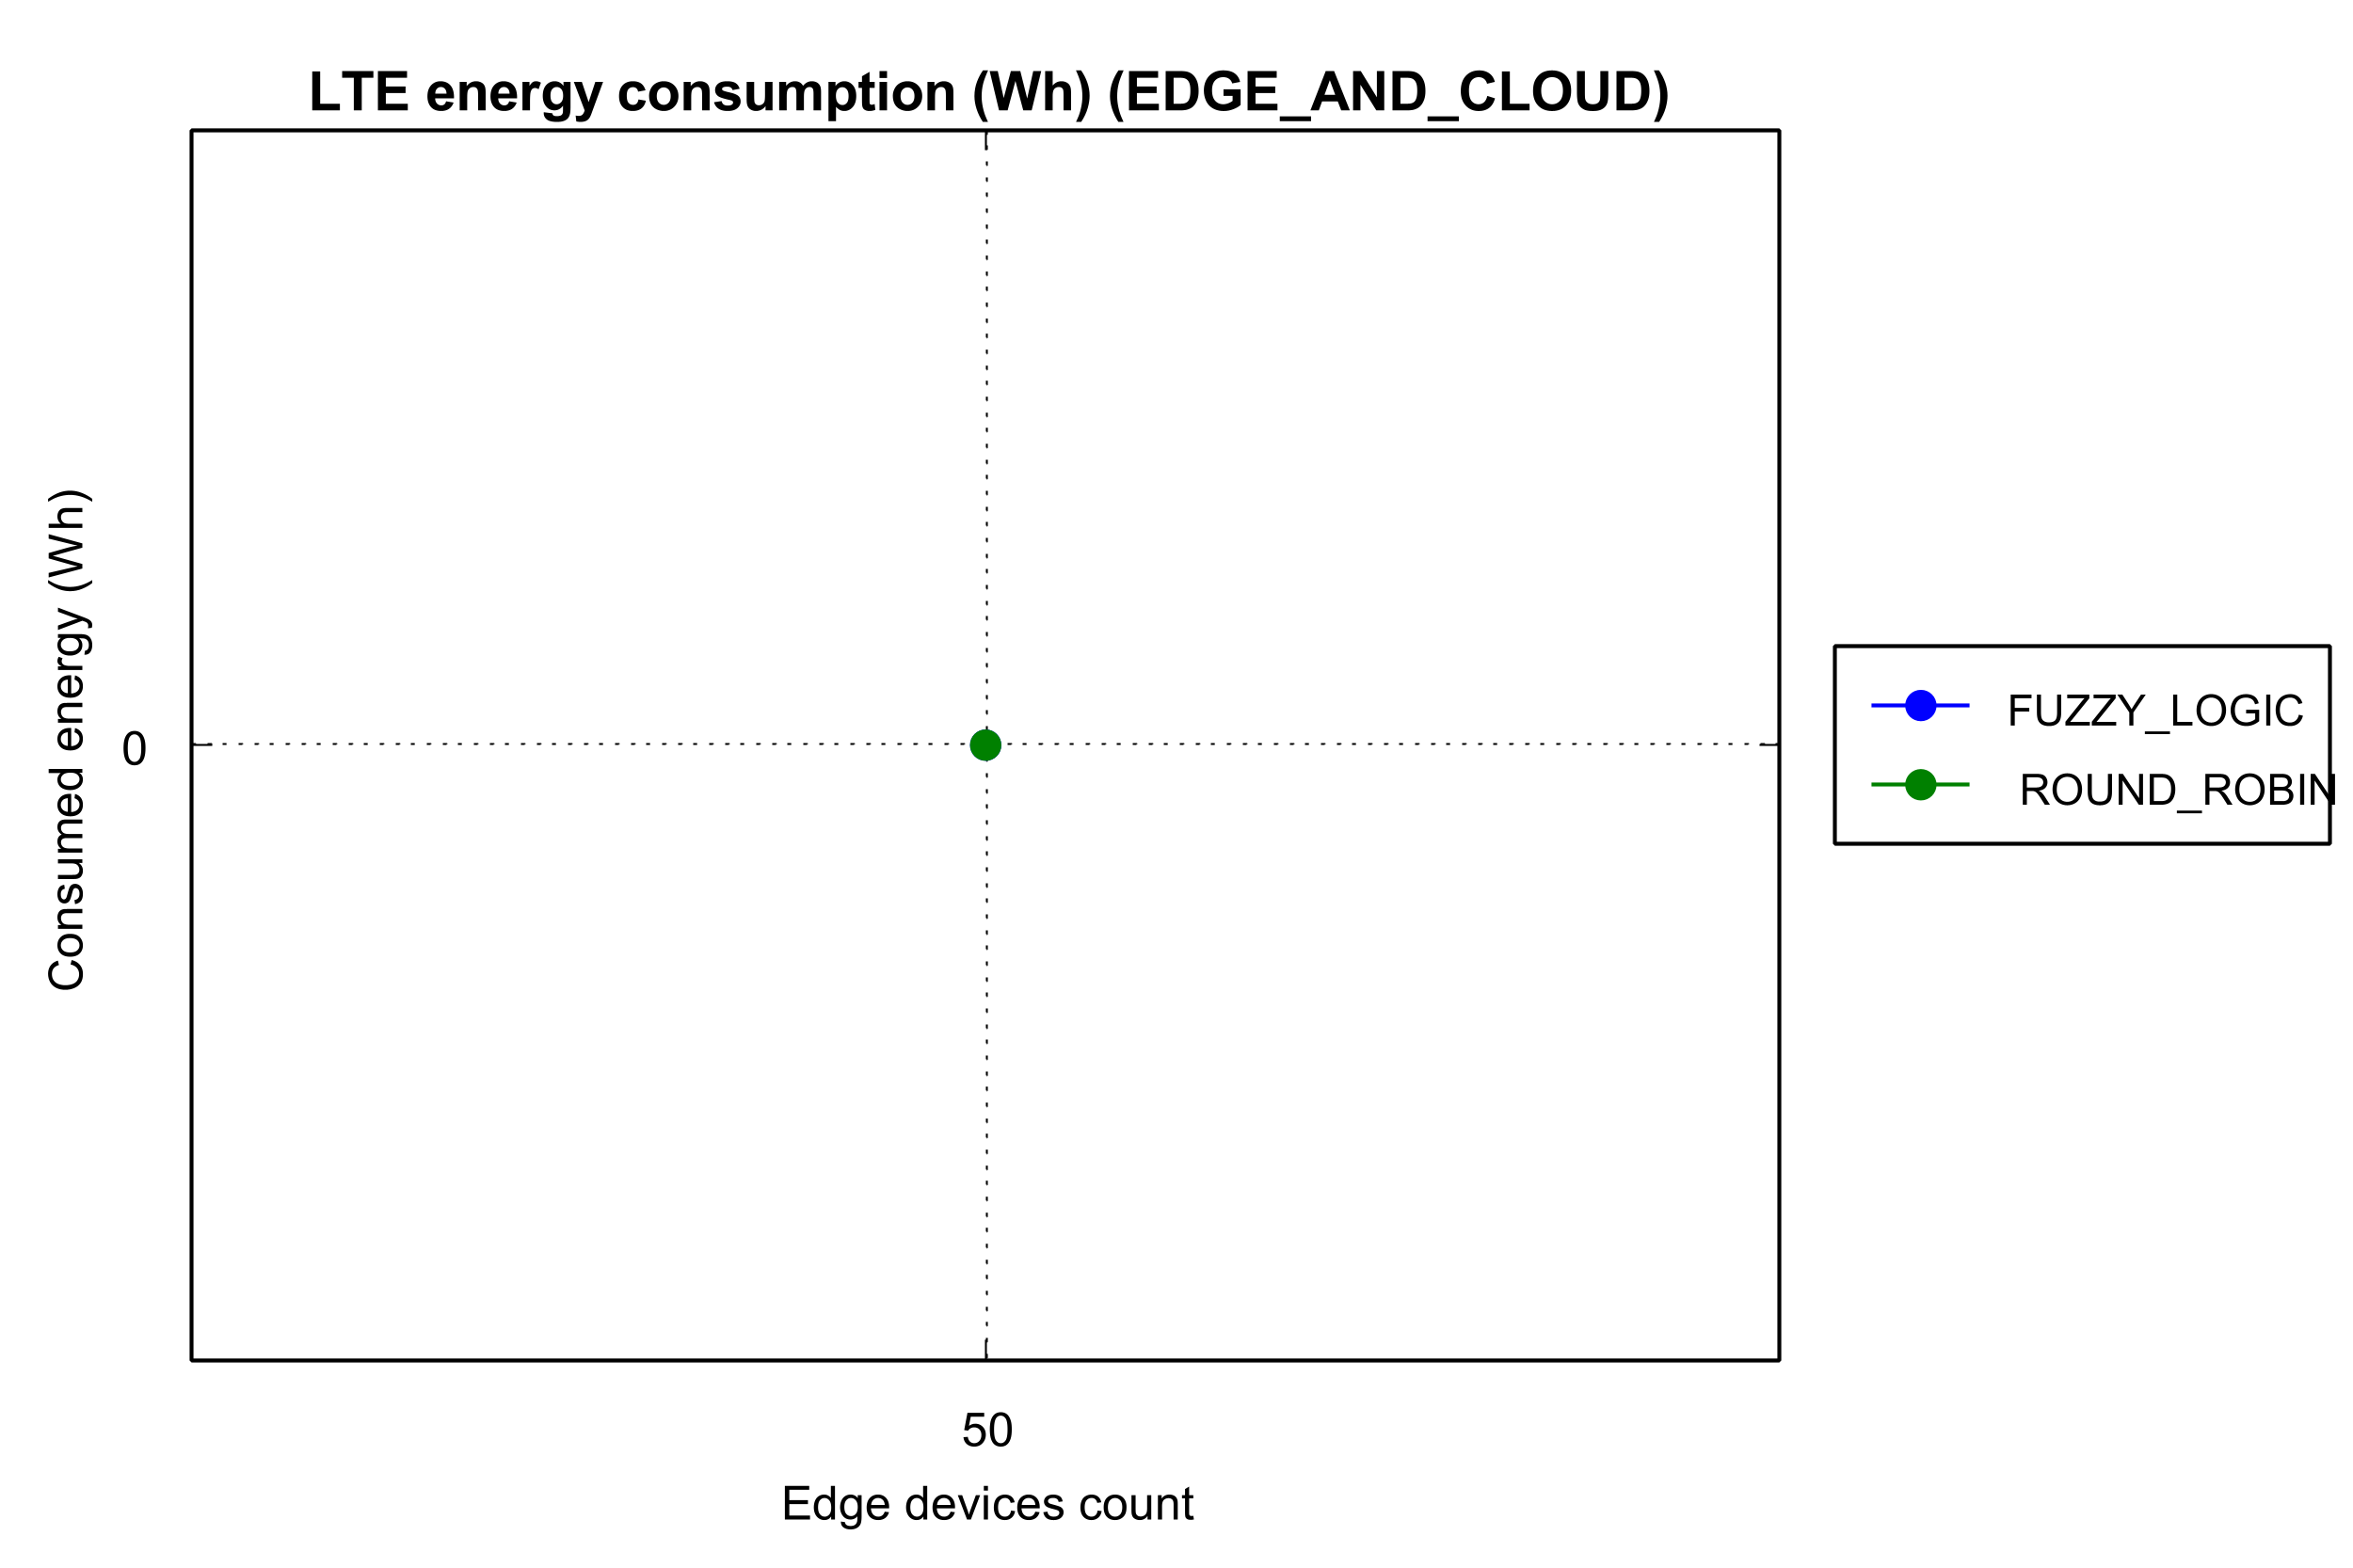 LTE energy consumption (Wh) (EDGE_AND_CLOUD)
Consumed energy (Wh)
0
FUZZY_LOGIC
ROUND_ROBIN
50
Edge devices count